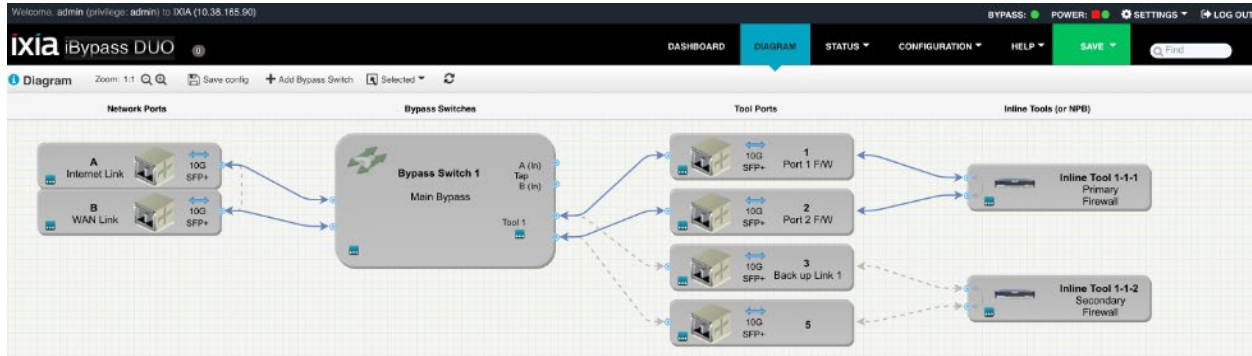 Welcome, admin (privilege: admin) to IXIA (10.38.165.90)
BYPASS: POWER: SETTINGS LOG OUT
ixia iBypass DUO 0
DASHBOARD DIAGRAM STATUS CONFIGURATION HELP SAVE Find
Diagram Zoom: 1:1 Save config Add Bypass Switch Selected
Network Ports Bypass Switches Tool Ports Inline Tools (or NPB)
A
Internet Link
10G
SFP+
B
WAN Link
10G
SFP+
Bypass Switch 1
Main Bypass
A (In)
Tap
B (In)
Tool 1
10G
SFP+
1
Port 1 F/W
10G
SFP+
2
Port 2 F/W
10G
SFP+
3
Back up Link 1
10G
SFP+
5
Inline Tool 1-1-1
Primary
Firewall
Inline Tool 1-1-2
Secondary
Firewall